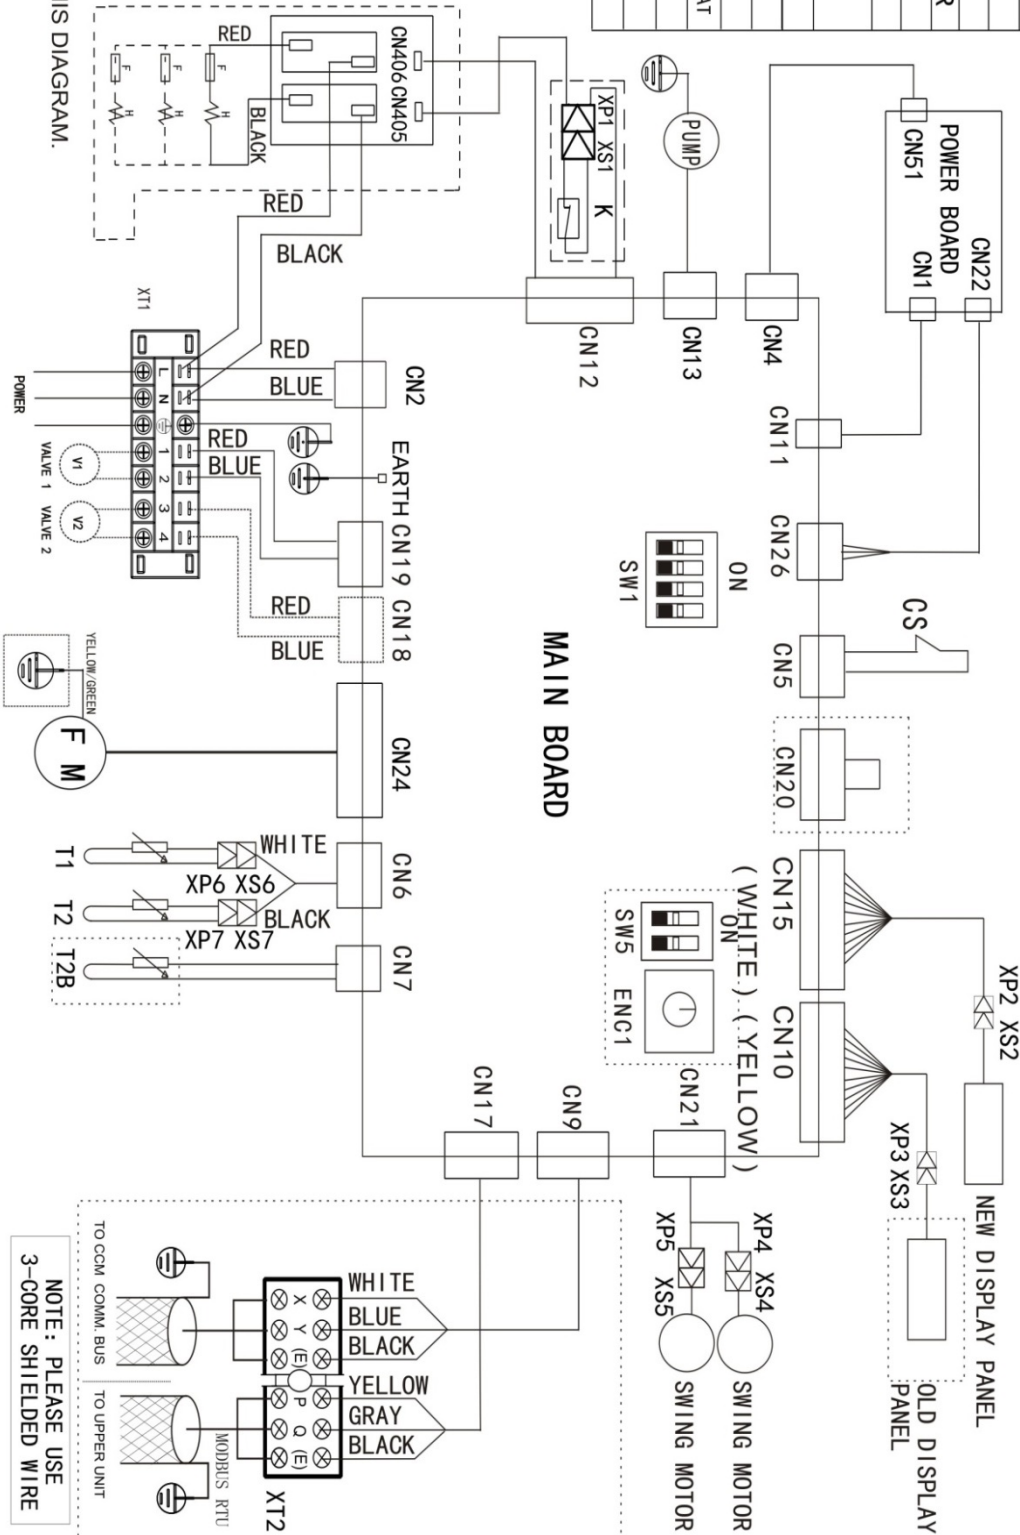 HIS DIAGRAM.
AT
R
RED
BLACK
F
F
F
H
H
H
CN406
CN405
RED
BLACK
XP1 XS1
K
PUMP
POWER BOARD
CN51
CN1
CN22
CN12
CN13
CN4
CN2
CN11
XT1
POWER
L
N
1
2
3
4
RED
BLUE
RED
BLUE
EARTH
CN19
VALVE 1
V1
VALVE 2
V2
RED
BLUE
CN18
CN26
ON
SW1
CS
CN5
MAIN BOARD
YELLOW/GREEN
F M
CN24
CN20
T1
XP6 XS6
WHITE
CN6
T2
XP7 XS7
BLACK
T2B
CN7
ON
SW5
ENC1
CN15
(WHITE)
CN10
(YELLOW)
XP2 XS2
NEW DISPLAY PANEL
XP3 XS3
OLD DISPLAY
PANEL
CN17
CN9
CN21
XP5 XS5
SWING MOTOR
XP4 XS4
SWING MOTOR
TO CCM COMM. BUS
TO UPPER UNIT
MODBUS RTU
X
Y
(E)
P
Q
(E)
WHITE
BLUE
BLACK
YELLOW
GRAY
BLACK
XT2
NOTE: PLEASE USE
3-CORE SHIELDED WIRE